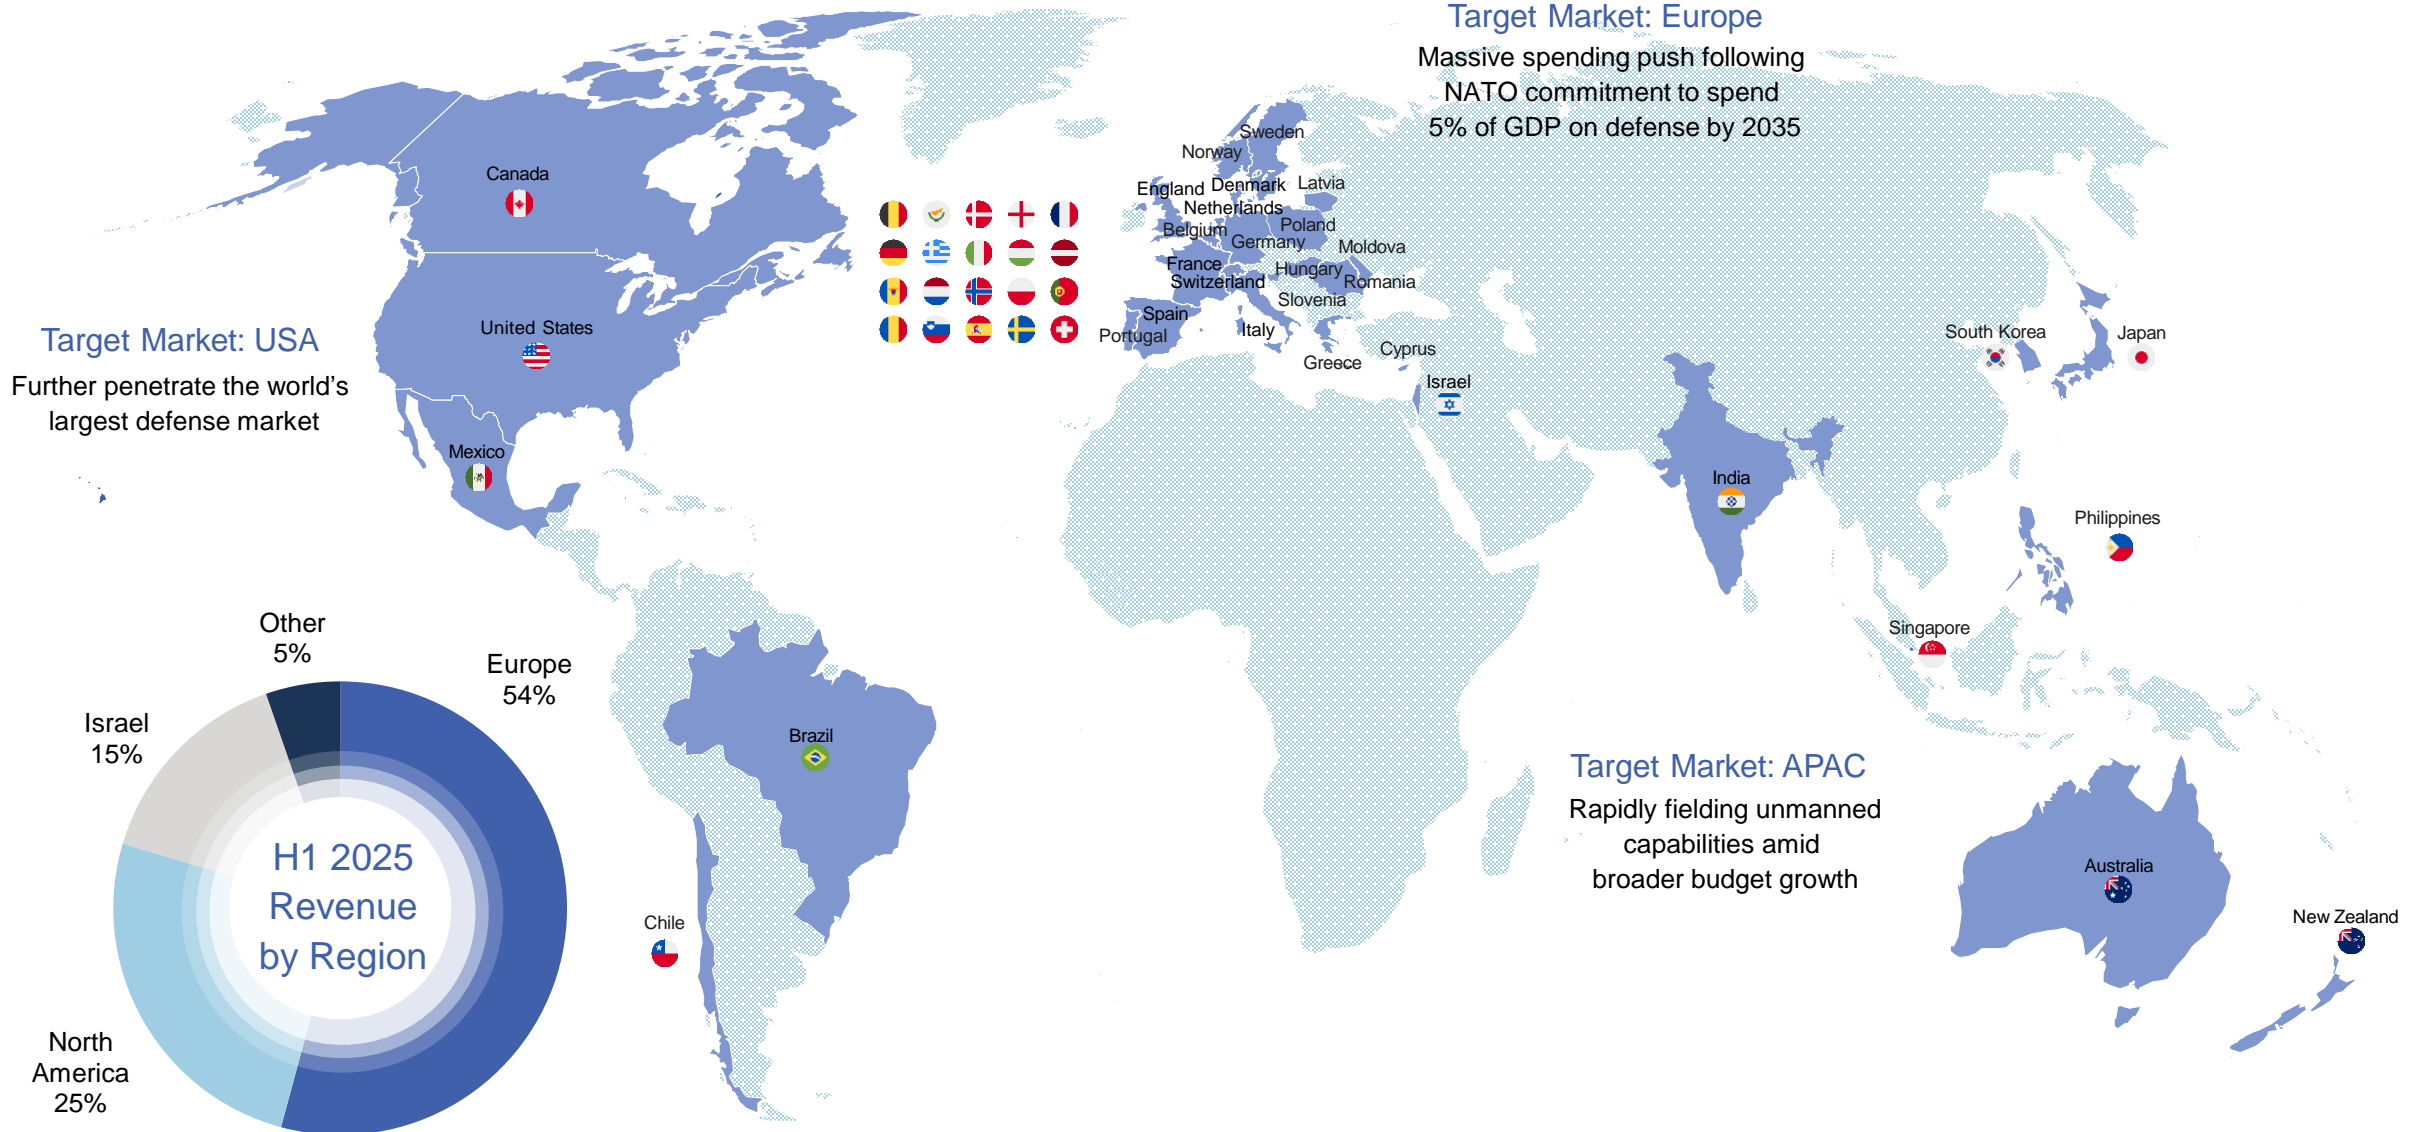 Target Market: Europe
Massive spending push following
NATO commitment to spend
5% of GDP on defense by 2035
Sweden
Norway
Canada
England
Denmark
Latvia
Netherlands
Belgium
Poland
Germany
Moldova
France
Hungary
Switzerland
Romania
Slovenia
Spain
Portugal
Italy
Greece
Cyprus
Israel
United States
Target Market: USA
Further penetrate the world’s
largest defense market
Mexico
South Korea
Japan
India
Philippines
Singapore
Other
5%
Europe
54%
Israel
15%
North
America
25%
H1 2025
Revenue
by Region
Brazil
Chile
Target Market: APAC
Rapidly fielding unmanned
capabilities amid
broader budget growth
Australia
New Zealand